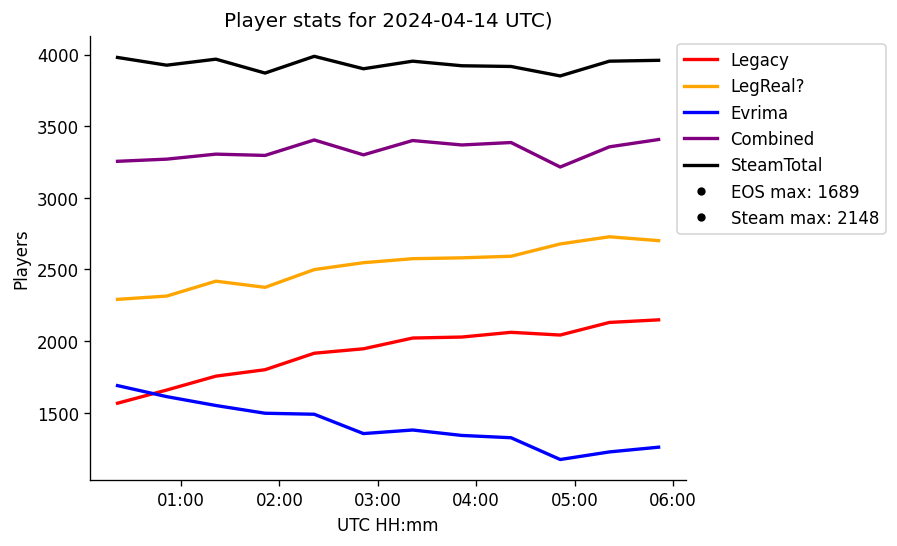 Player stats for 2024-04-14 UTC)
4000
3500
3000
2500
2000
1500
Players
01:00 02:00 03:00 04:00 05:00 06:00
UTC HH:mm
Legacy
LegReal?
Evrima
Combined
SteamTotal
EOS max: 1689
Steam max: 2148